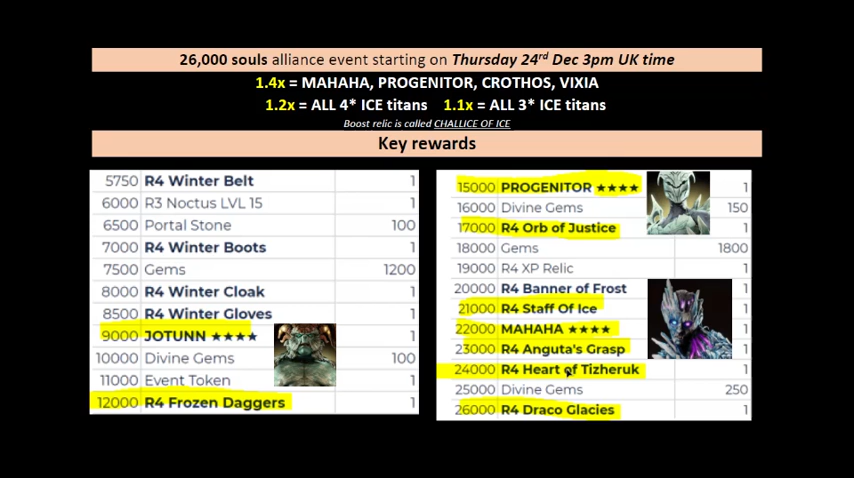 26,000 souls alliance event starting on Thursday 24rd Dec 3pm UK time
1.4x = MAHAHA, PROGENITOR, CROTHOS, VIXIA
1.2x = ALL 4* ICE titans 1.1x = ALL 3* ICE titans
Boost relic is called CHALLICE OF ICE
Key rewards
5750 R4 Winter Belt 1
6000 R3 Noctus LVL 15 1
6500 Portal Stone 100
7000 R4 Winter Boots 1
7500 Gems 1200
8000 R4 Winter Cloak 1
8500 R4 Winter Gloves 1
9000 JOTUNN ★★★★ 1
10000 Divine Gems 100
11000 Event Token 1
12000 R4 Frozen Daggers 1
15000 PROGENITOR ★★★★ 1
16000 Divine Gems 150
17000 R4 Orb of Justice 1
18000 Gems 1800
19000 R4 XP Relic 1
20000 R4 Banner of Frost 1
21000 R4 Staff Of Ice 1
22000 MAHAHA ★★★★ 1
23000 R4 Anguta's Grasp 1
24000 R4 Heart of Tizheruk 1
25000 Divine Gems 250
26000 R4 Draco Glacies 1